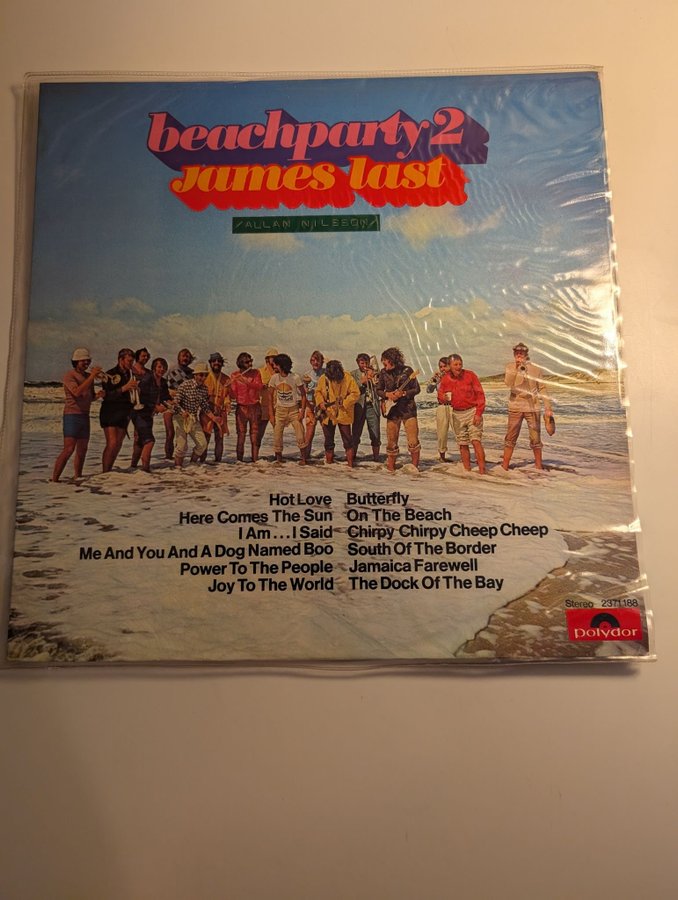 beachparty 2
james last
/ALLAN NILSSON/
Hot Love Butterfly
Here Comes The Sun On The Beach
I Am...I Said Chirpy Chirpy Cheep Cheep
Me And You And A Dog Named Boo South Of The Border
Power To The People Jamaica Farewell
Joy To The World The Dock Of The Bay
Stereo 2371 188
polydor